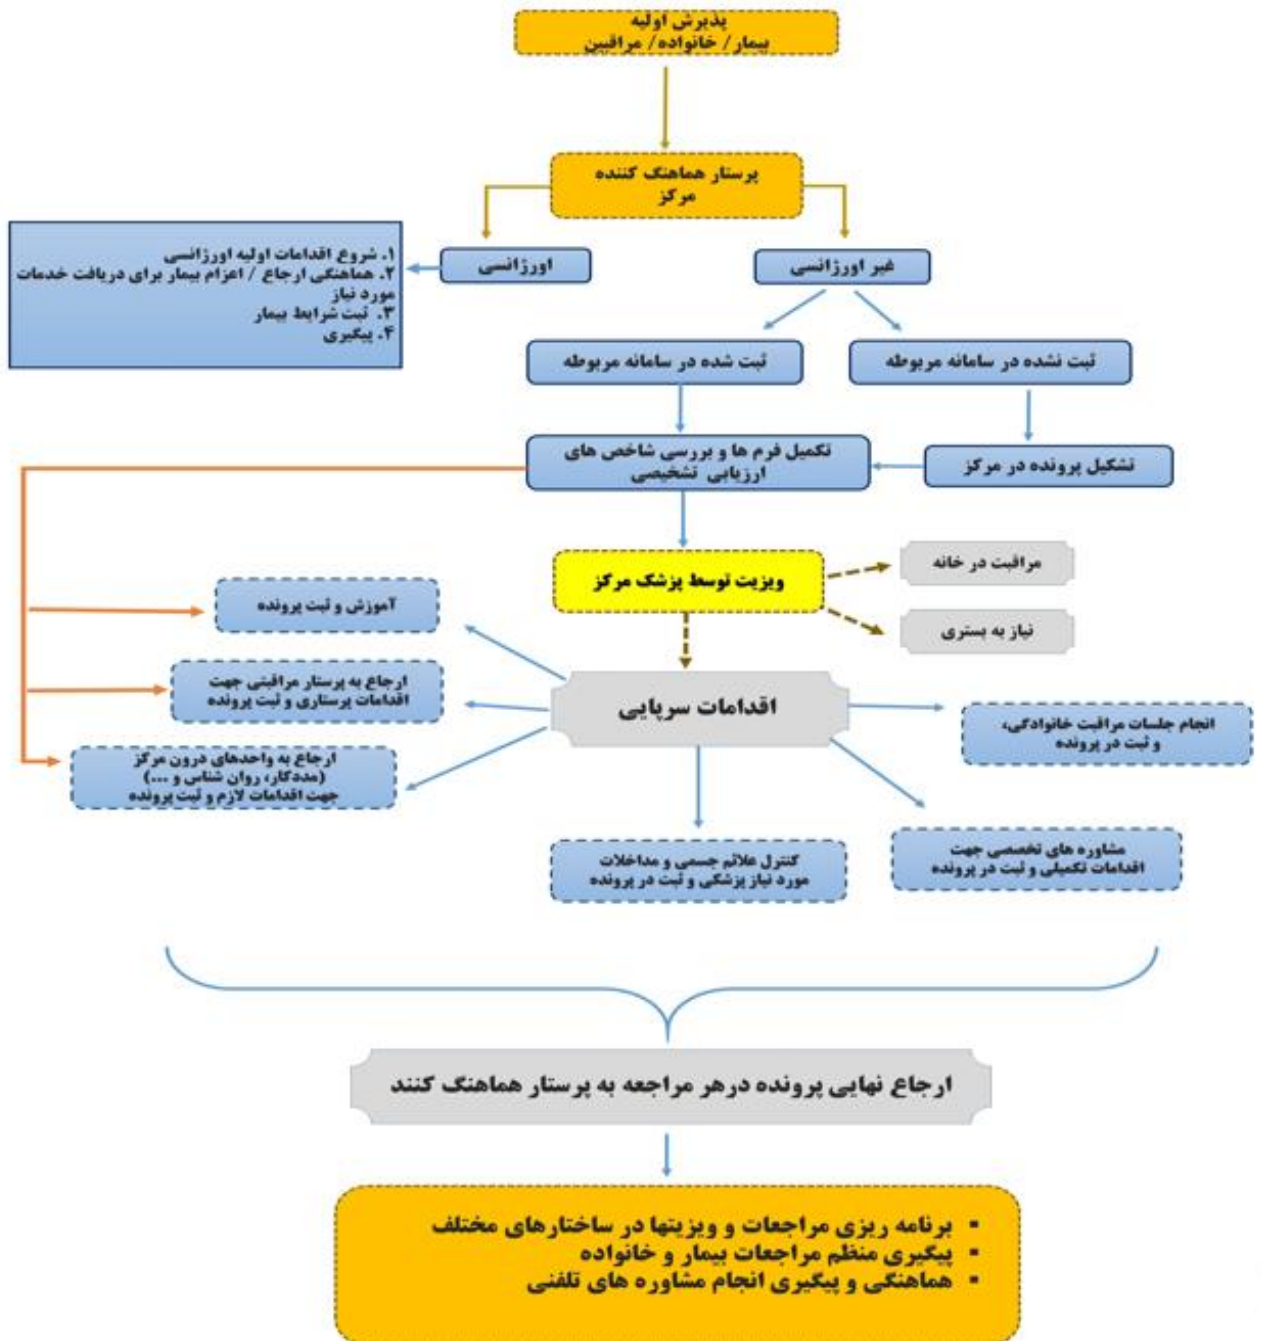 پذیرش اولیه
بیمار/ خانواده/ مراقبین
پرستار هماهنگ کننده
مرکز
غیر اورژانسی
اورژانسی
۱. شروع اقدامات اولیه اورژانسی
۲. هماهنگی ارجاع / اعزام بیمار برای دریافت خدمات
مورد نیاز
۳. ثبت شرایط بیمار
۴. پیگیری
ثبت نشده در سامانه مربوطه
ثبت شده در سامانه مربوطه
تشکیل پرونده در مرکز
تکمیل فرم ها و بررسی شاخص های
ارزیابی تشخیصی
ویزیت توسط پزشک مرکز
مراقبت در خانه
نیاز به بستری
اقدامات سرپایی
آموزش و ثبت پرونده
ارجاع به پرستار مراقبتی جهت
اقدامات پرستاری و ثبت پرونده
ارجاع به واحدهای درون مرکز
(مددکار، روان شناس و ...)
جهت اقدامات لازم و ثبت پرونده
انجام جلسات مراقبت خانوادگی،
و ثبت در پرونده
مشاوره های تخصصی جهت
اقدامات تکمیلی و ثبت در پرونده
کنترل علائم جسمی و مداخلات
مورد نیاز پزشکی و ثبت در پرونده
ارجاع نهایی پرونده درهر مراجعه به پرستار هماهنگ کنند
▪ برنامه ریزی مراجعات و ویزیتها در ساختارهای مختلف
▪ پیگیری منظم مراجعات بیمار و خانواده
▪ هماهنگی و پیگیری انجام مشاوره های تلفنی